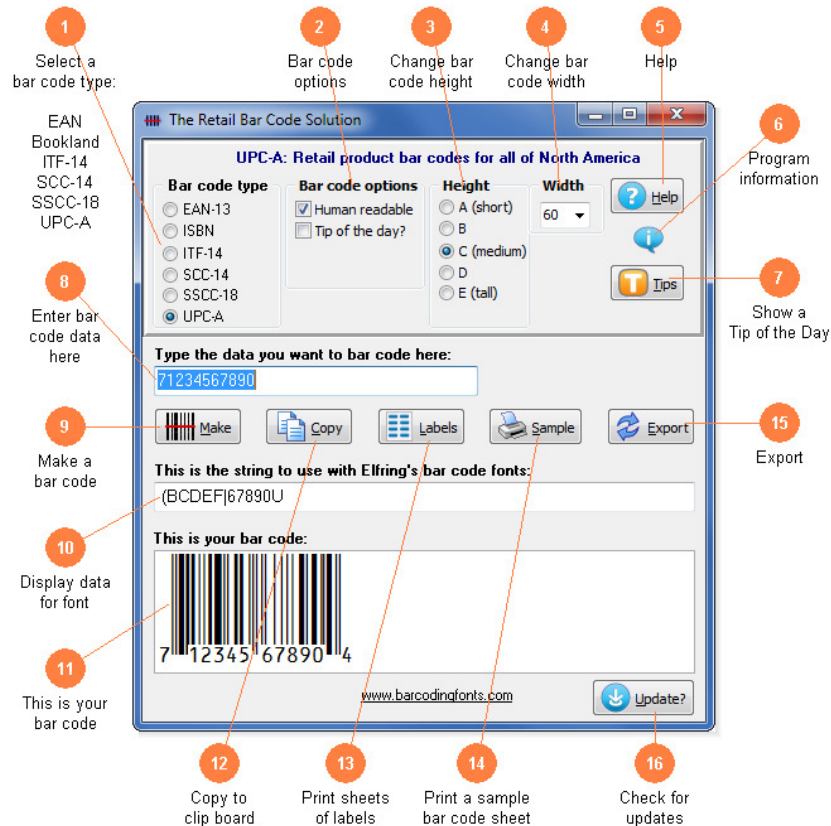 1
Select a
bar code type:
EAN
Bookland
ITF-14
SCC-14
SSCC-18
UPC-A
2
Bar code
options
3
Change bar
code height
4
Change bar
code width
5
Help
6
Program
information
7
Show a
Tip of the Day
8
Enter bar
code data
here
9
Make a
bar code
10
Display data
for font
11
This is your
bar code
The Retail Bar Code Solution
UPC-A: Retail product bar codes for all of North America
Bar code type
EAN-13
ISBN
ITF-14
SCC-14
SSCC-18
UPC-A
Bar code options
Human readable
Tip of the day?
Height
A (short)
B
C (medium)
D
E (tall)
Width
60
Help
Tips
Type the data you want to bar code here:
71234567890
Make
Copy
Labels
Sample
Export
This is the string to use with Elfring's bar code fonts:
(BCDEF|67890U
This is your bar code:
7 12345 67890 4
www.barcodingfonts.com
Update?
12
Copy to
clip board
13
Print sheets
of labels
14
Print a sample
bar code sheet
15
Export
16
Check for
updates